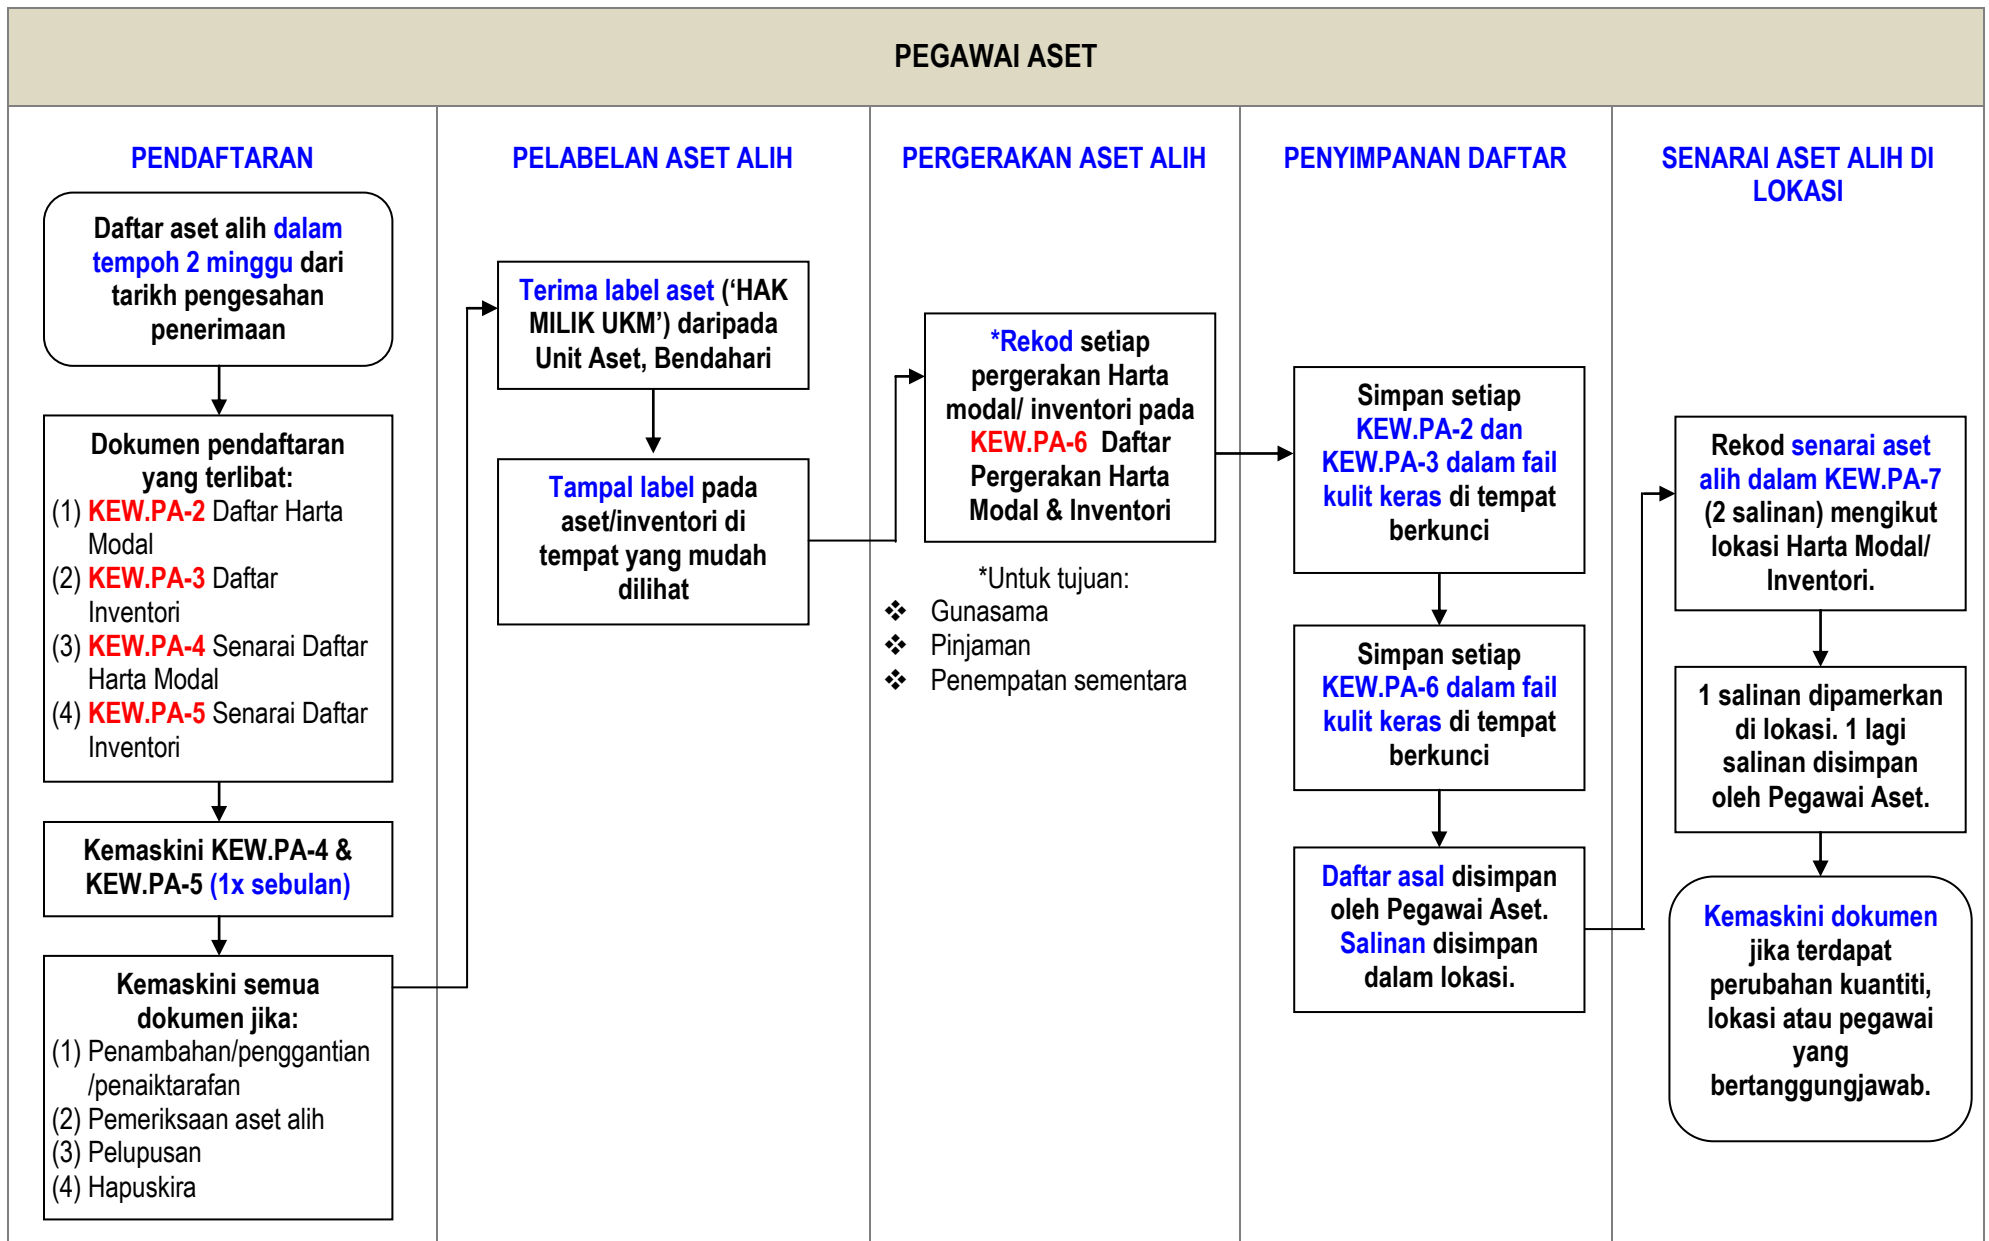 PEGAWAI ASET
PENDAFTARAN
Daftar aset alih dalam
tempoh 2 minggu dari
tarikh pengesahan
penerimaan
Dokumen pendaftaran
yang terlibat:
(1) KEW.PA-2 Daftar Harta
Modal
(2) KEW.PA-3 Daftar
Inventori
(3) KEW.PA-4 Senarai Daftar
Harta Modal
(4) KEW.PA-5 Senarai Daftar
Inventori
Kemaskini KEW.PA-4 &
KEW.PA-5 (1x sebulan)
Kemaskini semua
dokumen jika:
(1) Penambahan/penggantian
/penaiktarafan
(2) Pemeriksaan aset alih
(3) Pelupusan
(4) Hapuskira
PELABELAN ASET ALIH
Terima label aset (‘HAK
MILIK UKM’) daripada
Unit Aset, Bendahari
Tampal label pada
aset/inventori di
tempat yang mudah
dilihat
PERGERAKAN ASET ALIH
*Rekod setiap
pergerakan Harta
modal/ inventori pada
KEW.PA-6 Daftar
Pergerakan Harta
Modal & Inventori
*Untuk tujuan:
❖ Gunasama
❖ Pinjaman
❖ Penempatan sementara
PENYIMPANAN DAFTAR
Simpan setiap
KEW.PA-2 dan
KEW.PA-3 dalam fail
kulit keras di tempat
berkunci
Simpan setiap
KEW.PA-6 dalam fail
kulit keras di tempat
berkunci
Daftar asal disimpan
oleh Pegawai Aset.
Salinan disimpan
dalam lokasi.
SENARAI ASET ALIH DI
LOKASI
Rekod senarai aset
alih dalam KEW.PA-7
(2 salinan) mengikut
lokasi Harta Modal/
Inventori.
1 salinan dipamerkan
di lokasi. 1 lagi
salinan disimpan
oleh Pegawai Aset.
Kemaskini dokumen
jika terdapat
perubahan kuantiti,
lokasi atau pegawai
yang
bertanggungjawab.